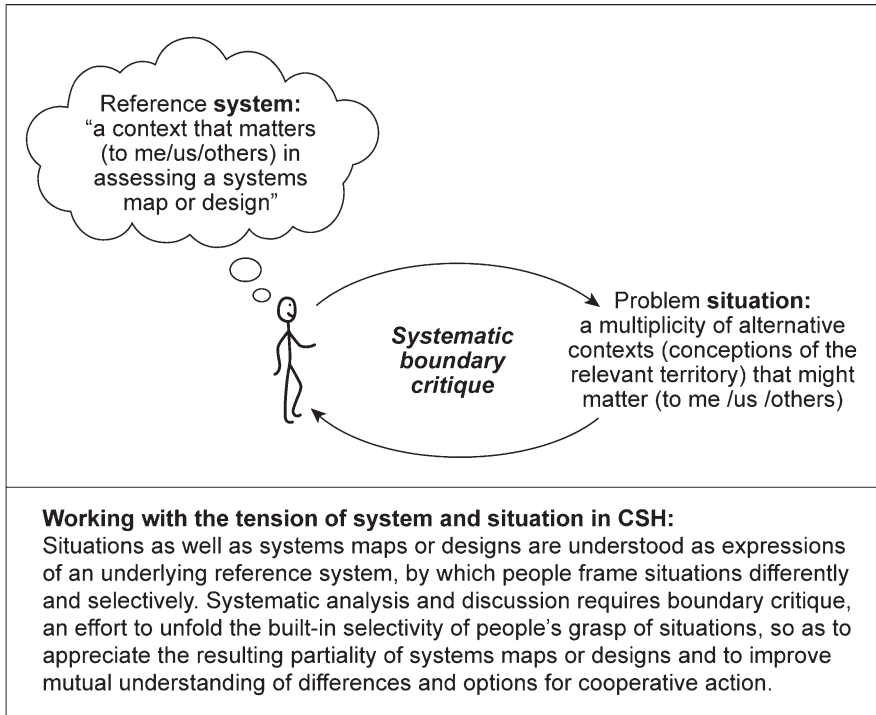 Reference system:
“a context that matters
(to me/us/others) in
assessing a systems
map or design”
Systematic
boundary
critique
Problem situation:
a multiplicity of alternative
contexts (conceptions of the
relevant territory) that might
matter (to me /us /others)
Working with the tension of system and situation in CSH:
Situations as well as systems maps or designs are understood as expressions
of an underlying reference system, by which people frame situations differently
and selectively. Systematic analysis and discussion requires boundary critique,
an effort to unfold the built-in selectivity of people’s grasp of situations, so as to
appreciate the resulting partiality of systems maps or designs and to improve
mutual understanding of differences and options for cooperative action.